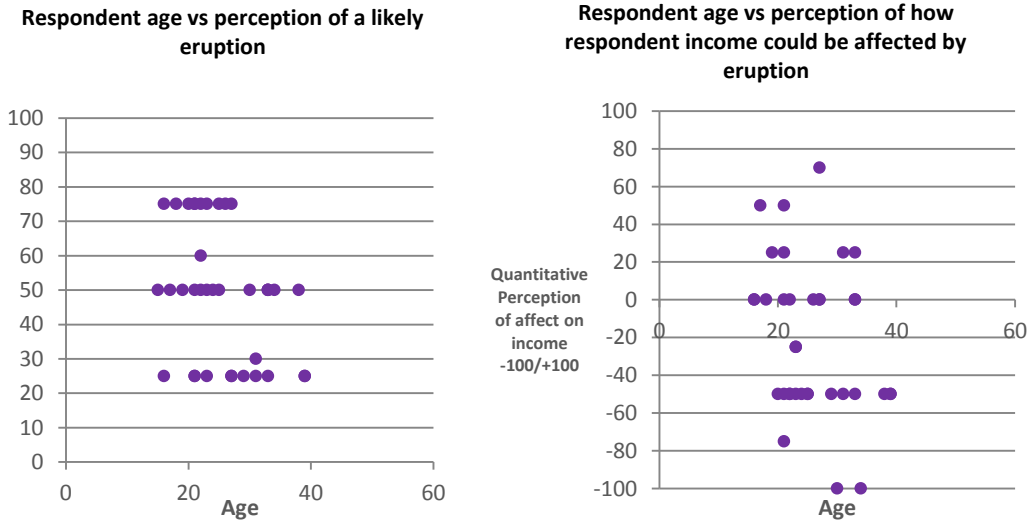 Respondent age vs perception of a likely
eruption
100
90
80
70
60
50
40
30
20
10
0
0 20 40 60
Age
Respondent age vs perception of how
respondent income could be affected by
eruption
Quantitative
Perception
of affect on
income
-100/+100
100
80
60
40
20
0
-20
-40
-60
-80
-100
0 20 40 60
Age